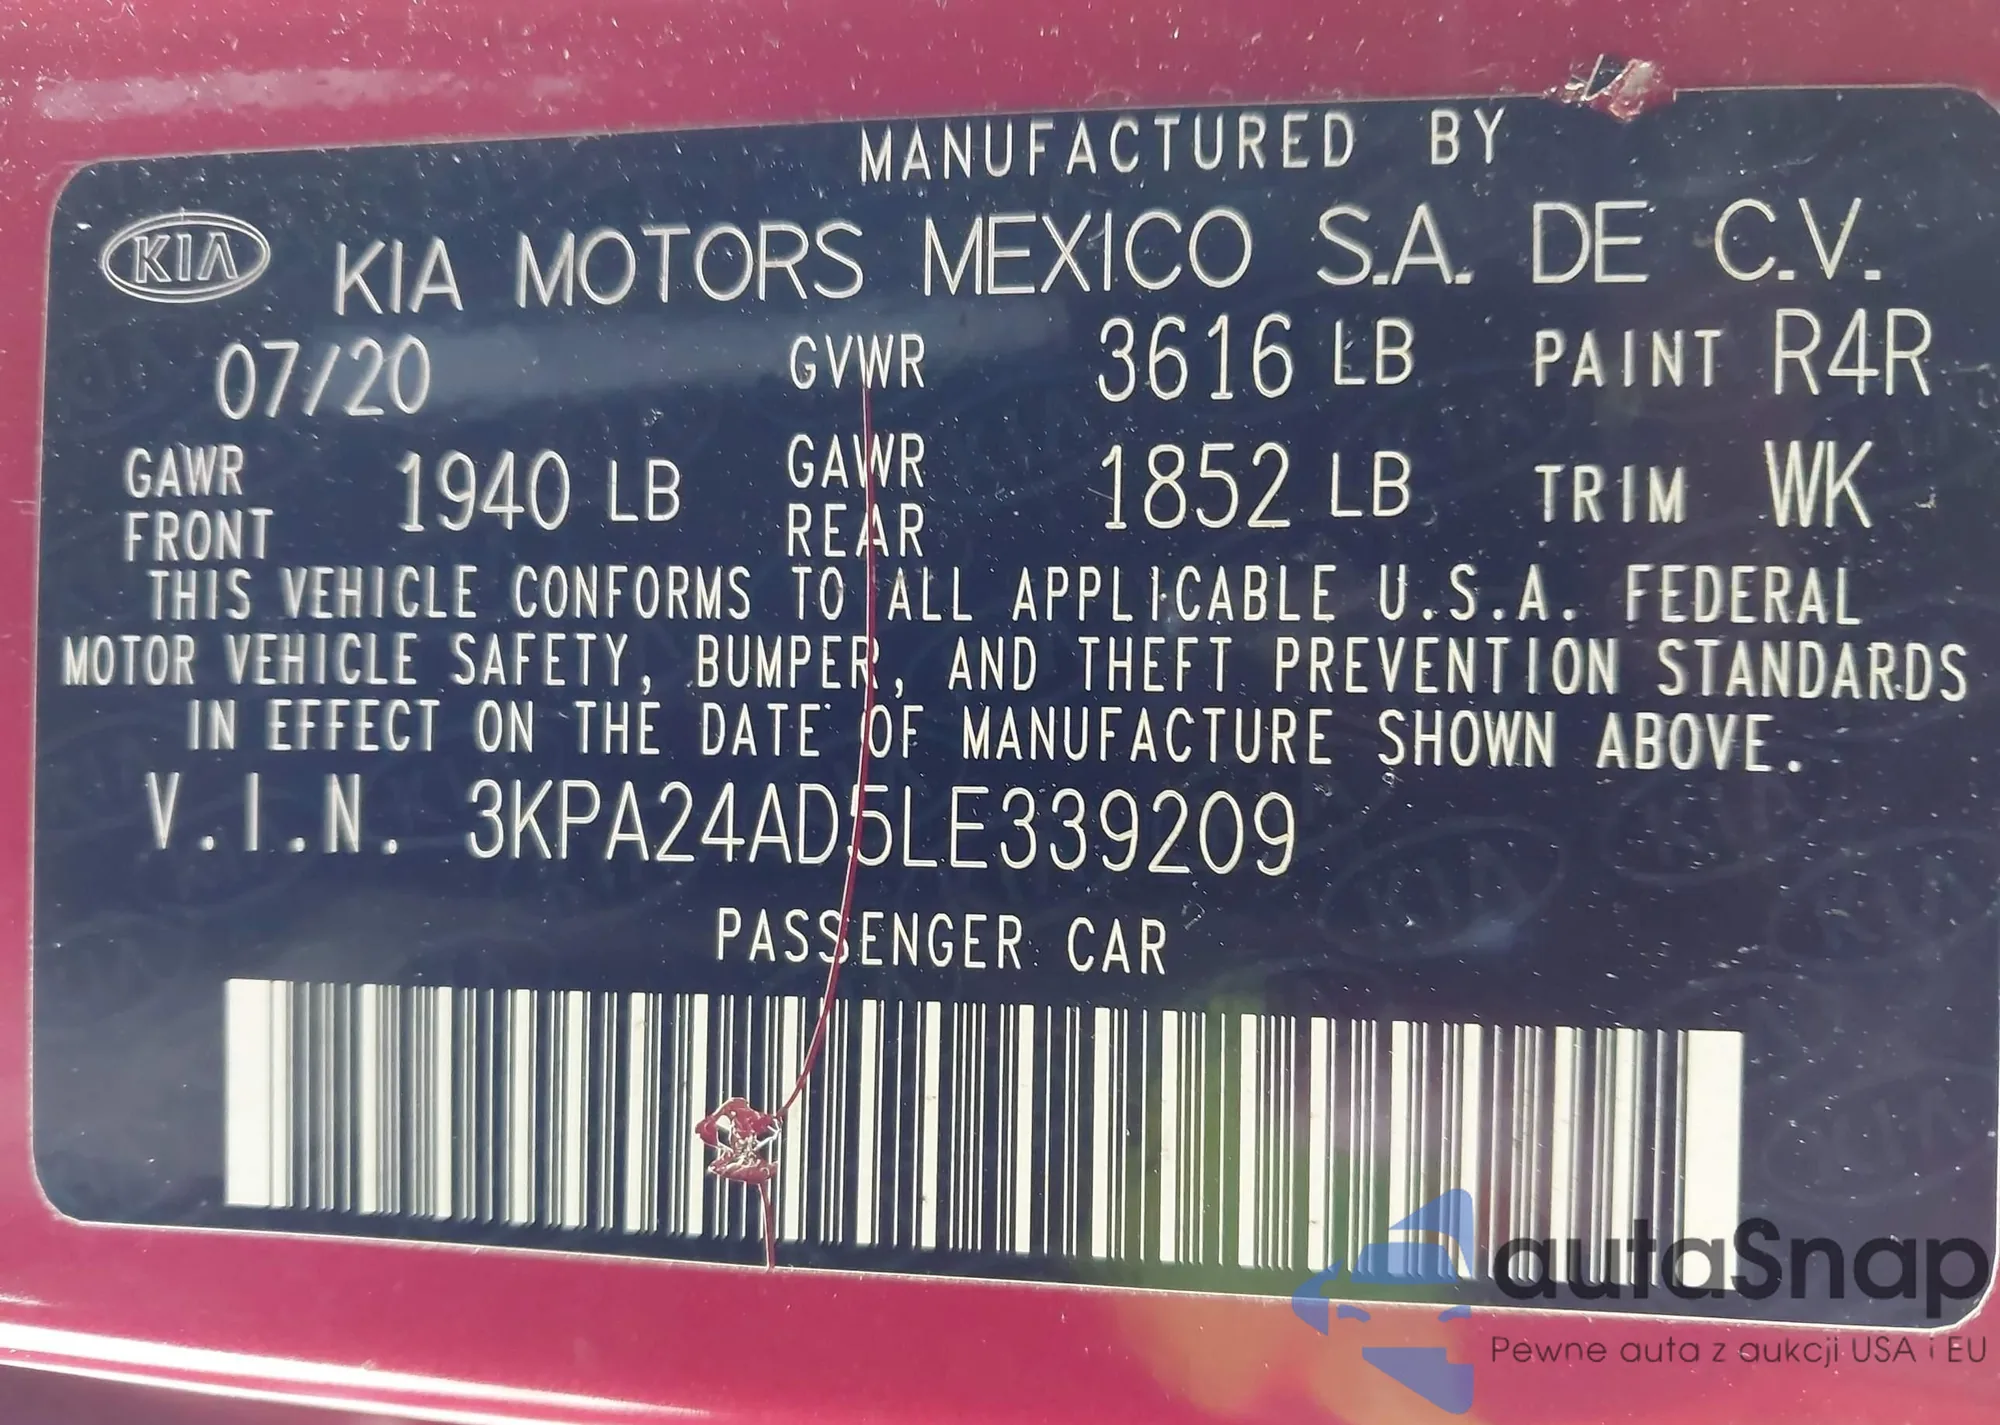 MANUFACTURED BY
KIA KIA MOTORS MEXICO S.A. DE C.V.
07/20 GVWR 3616 LB PAINT R4R
GAWR FRONT 1940 LB GAWR REAR 1852 LB TRIM WK
THIS VEHICLE CONFORMS TO ALL APPLICABLE U.S.A. FEDERAL
MOTOR VEHICLE SAFETY, BUMPER, AND THEFT PREVENTION STANDARDS
IN EFFECT ON THE DATE OF MANUFACTURE SHOWN ABOVE.
V.I.N. 3KPA24AD5LE339209
PASSENGER CAR
autaSnap
Pewne auta z aukcji USA i EU